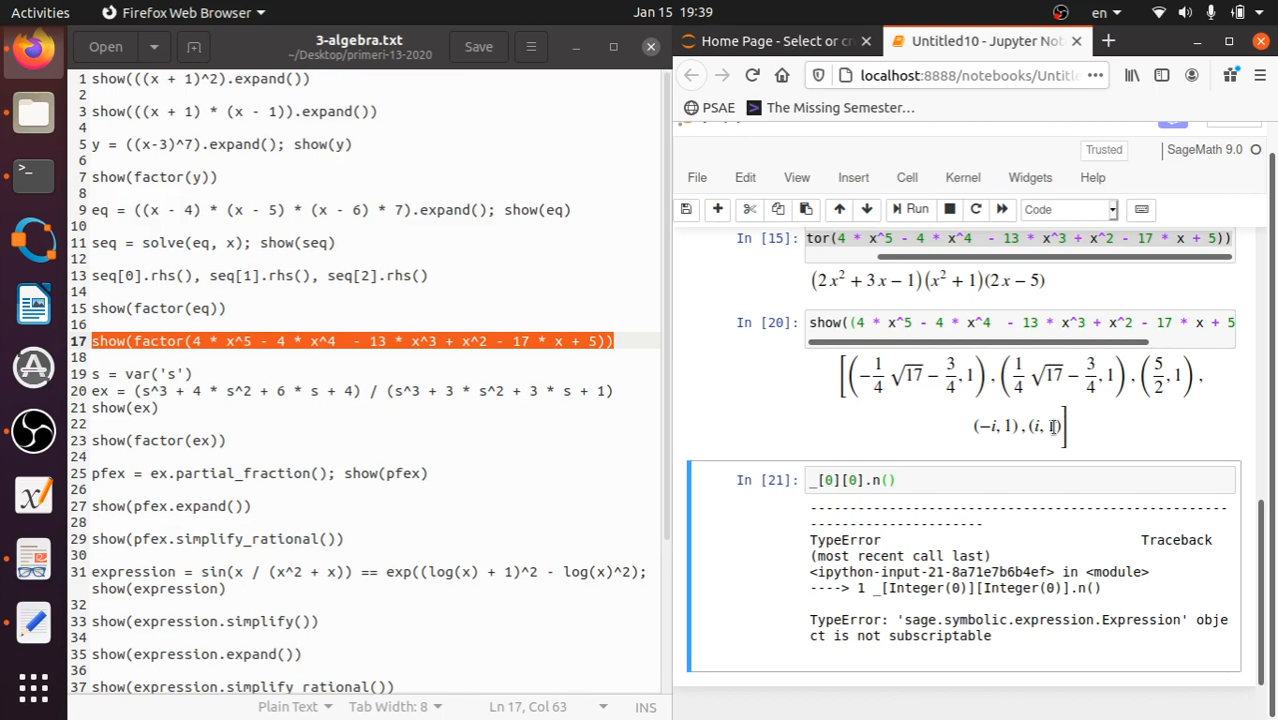 Activities
Firefox Web Browser
Jan 15 19:39
en
Open
3-algebra.txt
~/Desktop/primeri-13-2020
Save
1 show(((x + 1)^2).expand())
2
3 show(((x + 1) * (x - 1)).expand())
4
5 y = ((x-3)^7).expand(); show(y)
6
7 show(factor(y))
8
9 eq = ((x - 4) * (x - 5) * (x - 6) * 7).expand(); show(eq)
10
11 seq = solve(eq, x); show(seq)
12
13 seq[0].rhs(), seq[1].rhs(), seq[2].rhs()
14
15 show(factor(eq))
16
17 show(factor(4 * x^5 - 4 * x^4  - 13 * x^3 + x^2 - 17 * x + 5))
18
19 s = var('s')
20 ex = (s^3 + 4 * s^2 + 6 * s + 4) / (s^3 + 3 * s^2 + 3 * s + 1)
21 show(ex)
22
23 show(factor(ex))
24
25 pfex = ex.partial_fraction(); show(pfex)
26
27 show(pfex.expand())
28
29 show(pfex.simplify_rational())
30
31 expression = sin(x / (x^2 + x)) == exp((log(x) + 1)^2 - log(x)^2);
show(expression)
32
33 show(expression.simplify())
34
35 show(expression.expand())
36
37 show(expression.simplify_rational())
Plain Text
Tab Width: 8
Ln 17, Col 63
INS
Home Page - Select or cr
Untitled10 - Jupyter Not
localhost:8888/notebooks/Untitl
PSAE
The Missing Semester…
Trusted
SageMath 9.0
File Edit View Insert Cell Kernel Widgets Help
Run
Code
In [15]: tor(4 * x^5 - 4 * x^4  - 13 * x^3 + x^2 - 17 * x + 5))
(2x² + 3x − 1)(x² + 1)(2x − 5)
In [20]: show((4 * x^5 - 4 * x^4  - 13 * x^3 + x^2 - 17 * x + 5
[(−1/4 √17 − 3/4, 1), (1/4 √17 − 3/4, 1), (5/2, 1),
(−i, 1), (i, 1)]
In [21]: _[0][0].n()
---------------------------------------------------------------------------
TypeError                                 Traceback
(most recent call last)
<ipython-input-21-8a71e7b6b4ef> in <module>
----> 1 _[Integer(0)][Integer(0)].n()
TypeError: 'sage.symbolic.expression.Expression' obje
ct is not subscriptable